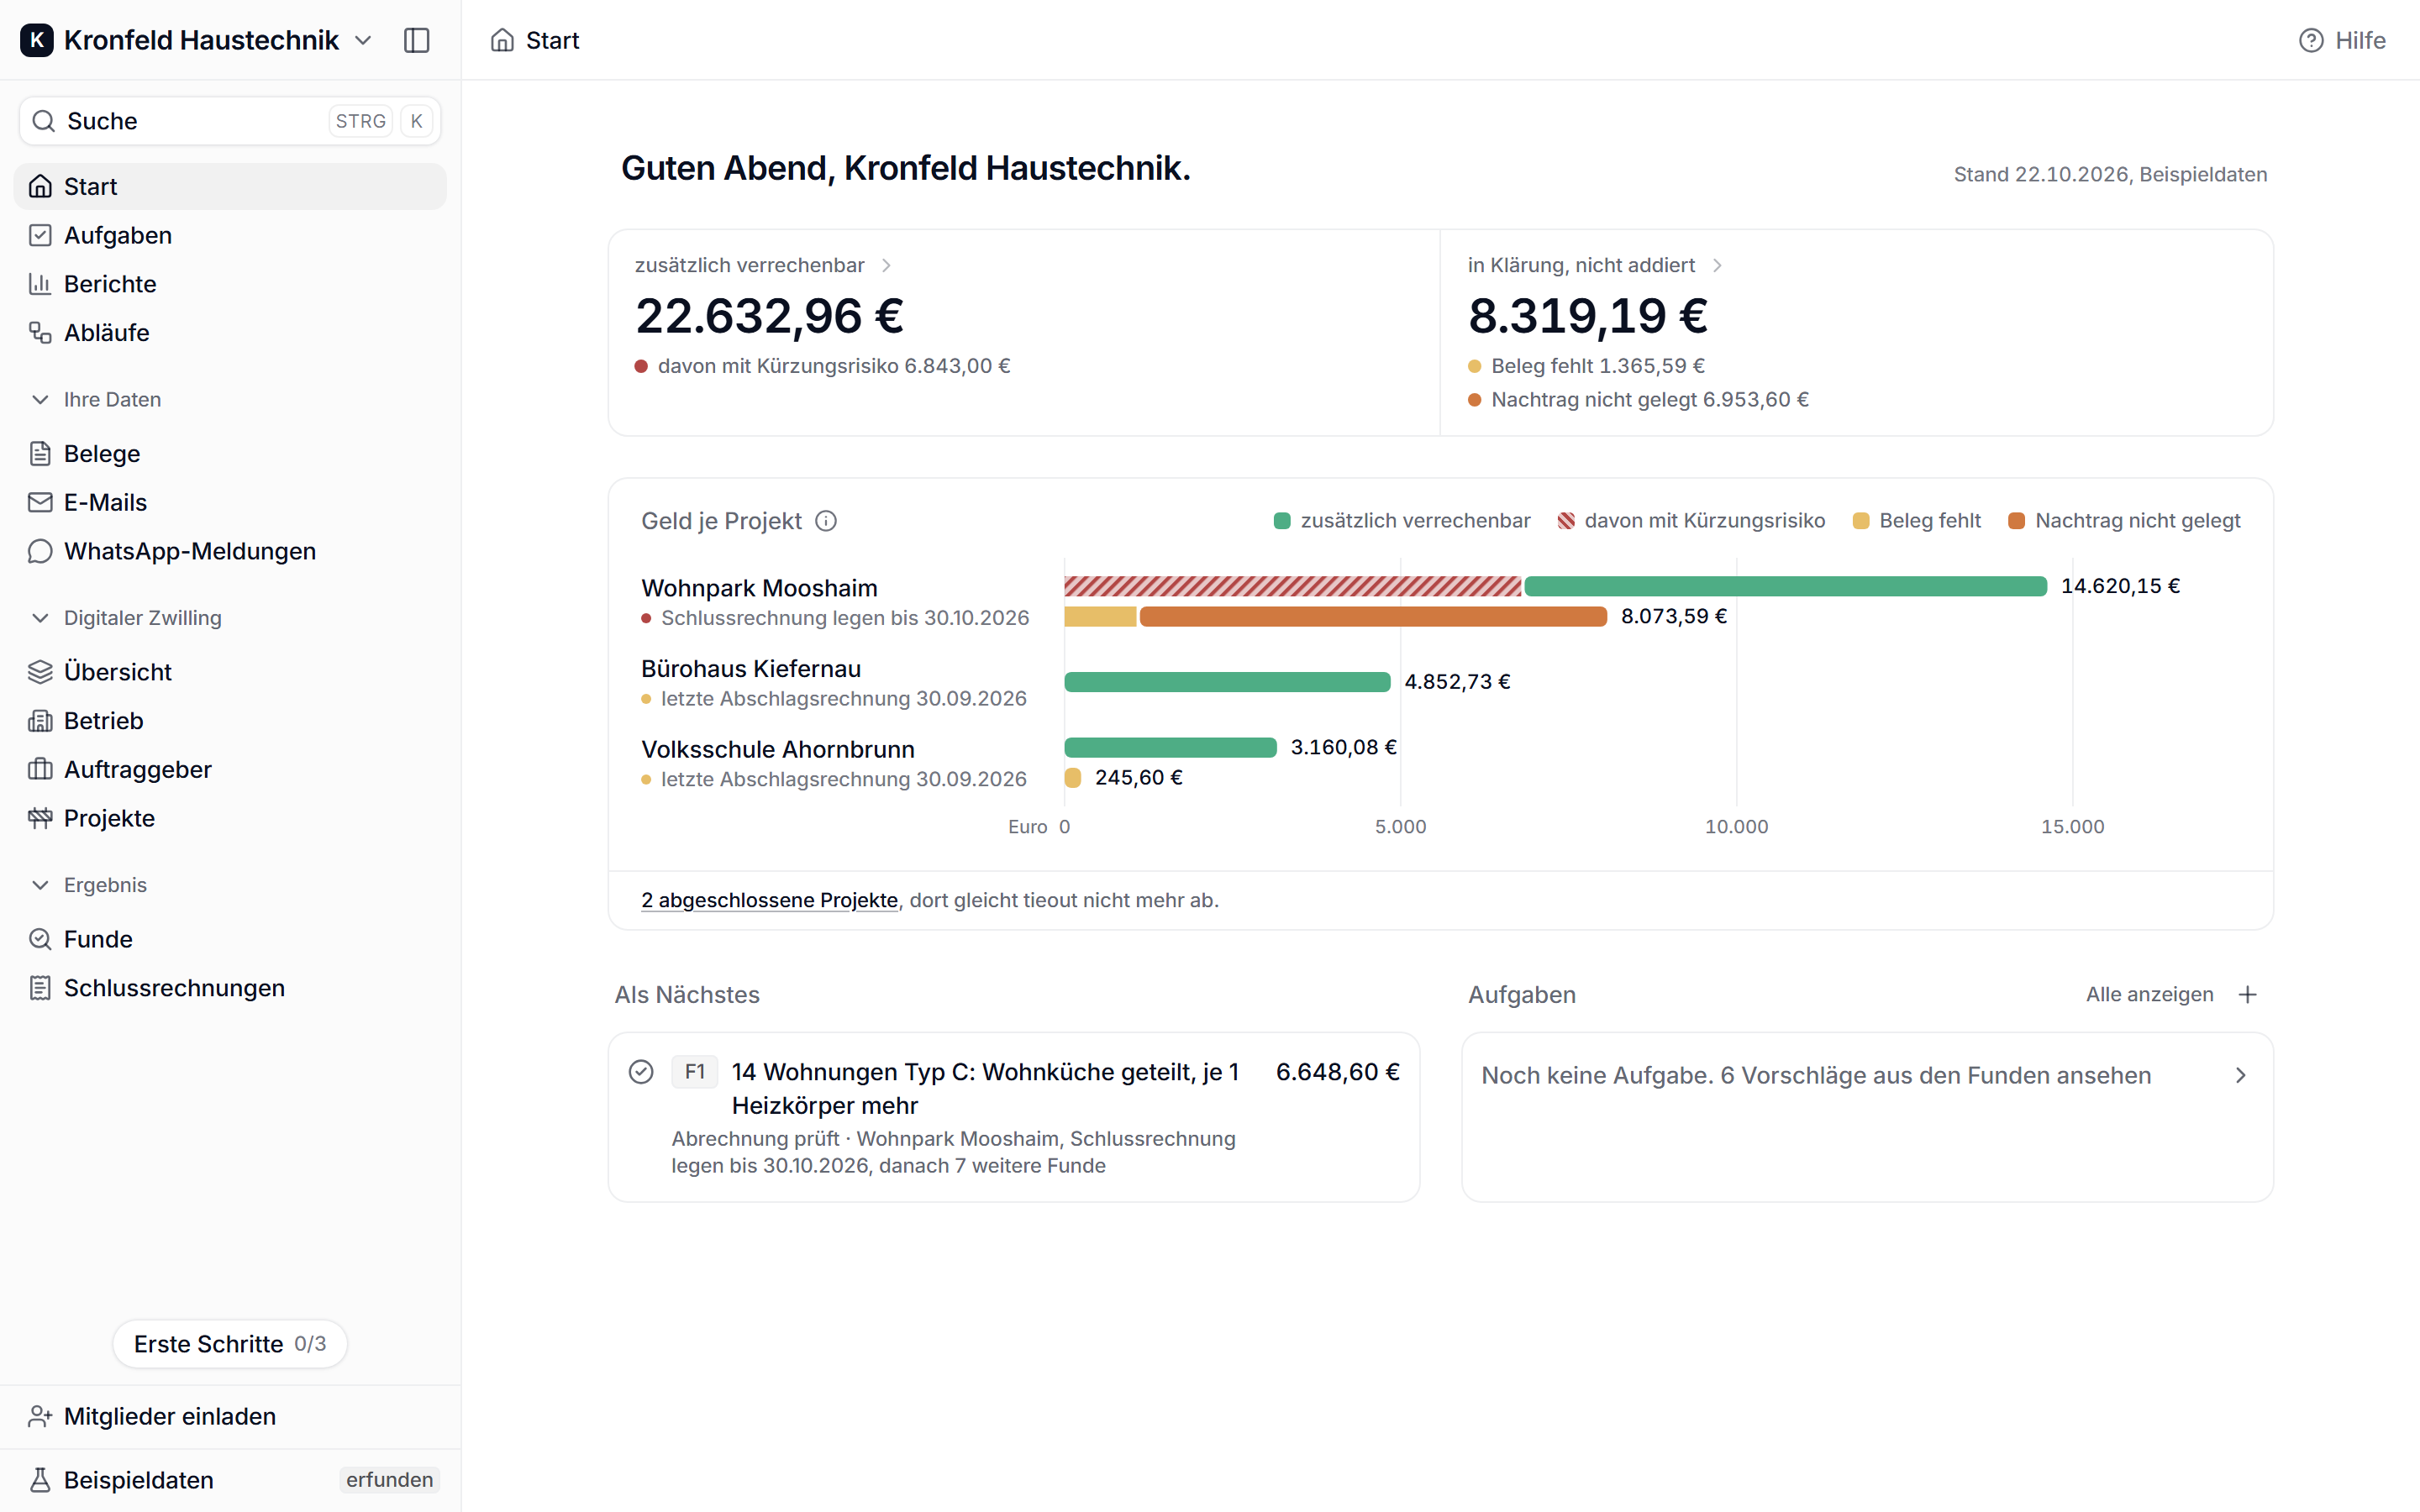 K Kronfeld Haustechnik
Suche STRG K
Start
Aufgaben
Berichte
Abläufe
Ihre Daten
Belege
E-Mails
WhatsApp-Meldungen
Digitaler Zwilling
Übersicht
Betrieb
Auftraggeber
Projekte
Ergebnis
Funde
Schlussrechnungen
Erste Schritte 0/3
Mitglieder einladen
Beispieldaten erfunden
Start
Hilfe
Guten Abend, Kronfeld Haustechnik.
Stand 22.10.2026, Beispieldaten
zusätzlich verrechenbar
22.632,96 €
davon mit Kürzungsrisiko 6.843,00 €
in Klärung, nicht addiert
8.319,19 €
Beleg fehlt 1.365,59 €
Nachtrag nicht gelegt 6.953,60 €
Geld je Projekt
zusätzlich verrechenbar davon mit Kürzungsrisiko Beleg fehlt Nachtrag nicht gelegt
Wohnpark Mooshaim 14.620,15 €
Schlussrechnung legen bis 30.10.2026 8.073,59 €
Bürohaus Kiefernau 4.852,73 €
letzte Abschlagsrechnung 30.09.2026
Volksschule Ahornbrunn 3.160,08 €
letzte Abschlagsrechnung 30.09.2026 245,60 €
Euro 0 5.000 10.000 15.000
2 abgeschlossene Projekte, dort gleicht tieout nicht mehr ab.
Als Nächstes
F1 14 Wohnungen Typ C: Wohnküche geteilt, je 1 6.648,60 €
Heizkörper mehr
Abrechnung prüft · Wohnpark Mooshaim, Schlussrechnung
legen bis 30.10.2026, danach 7 weitere Funde
Aufgaben
Alle anzeigen
Noch keine Aufgabe. 6 Vorschläge aus den Funden ansehen